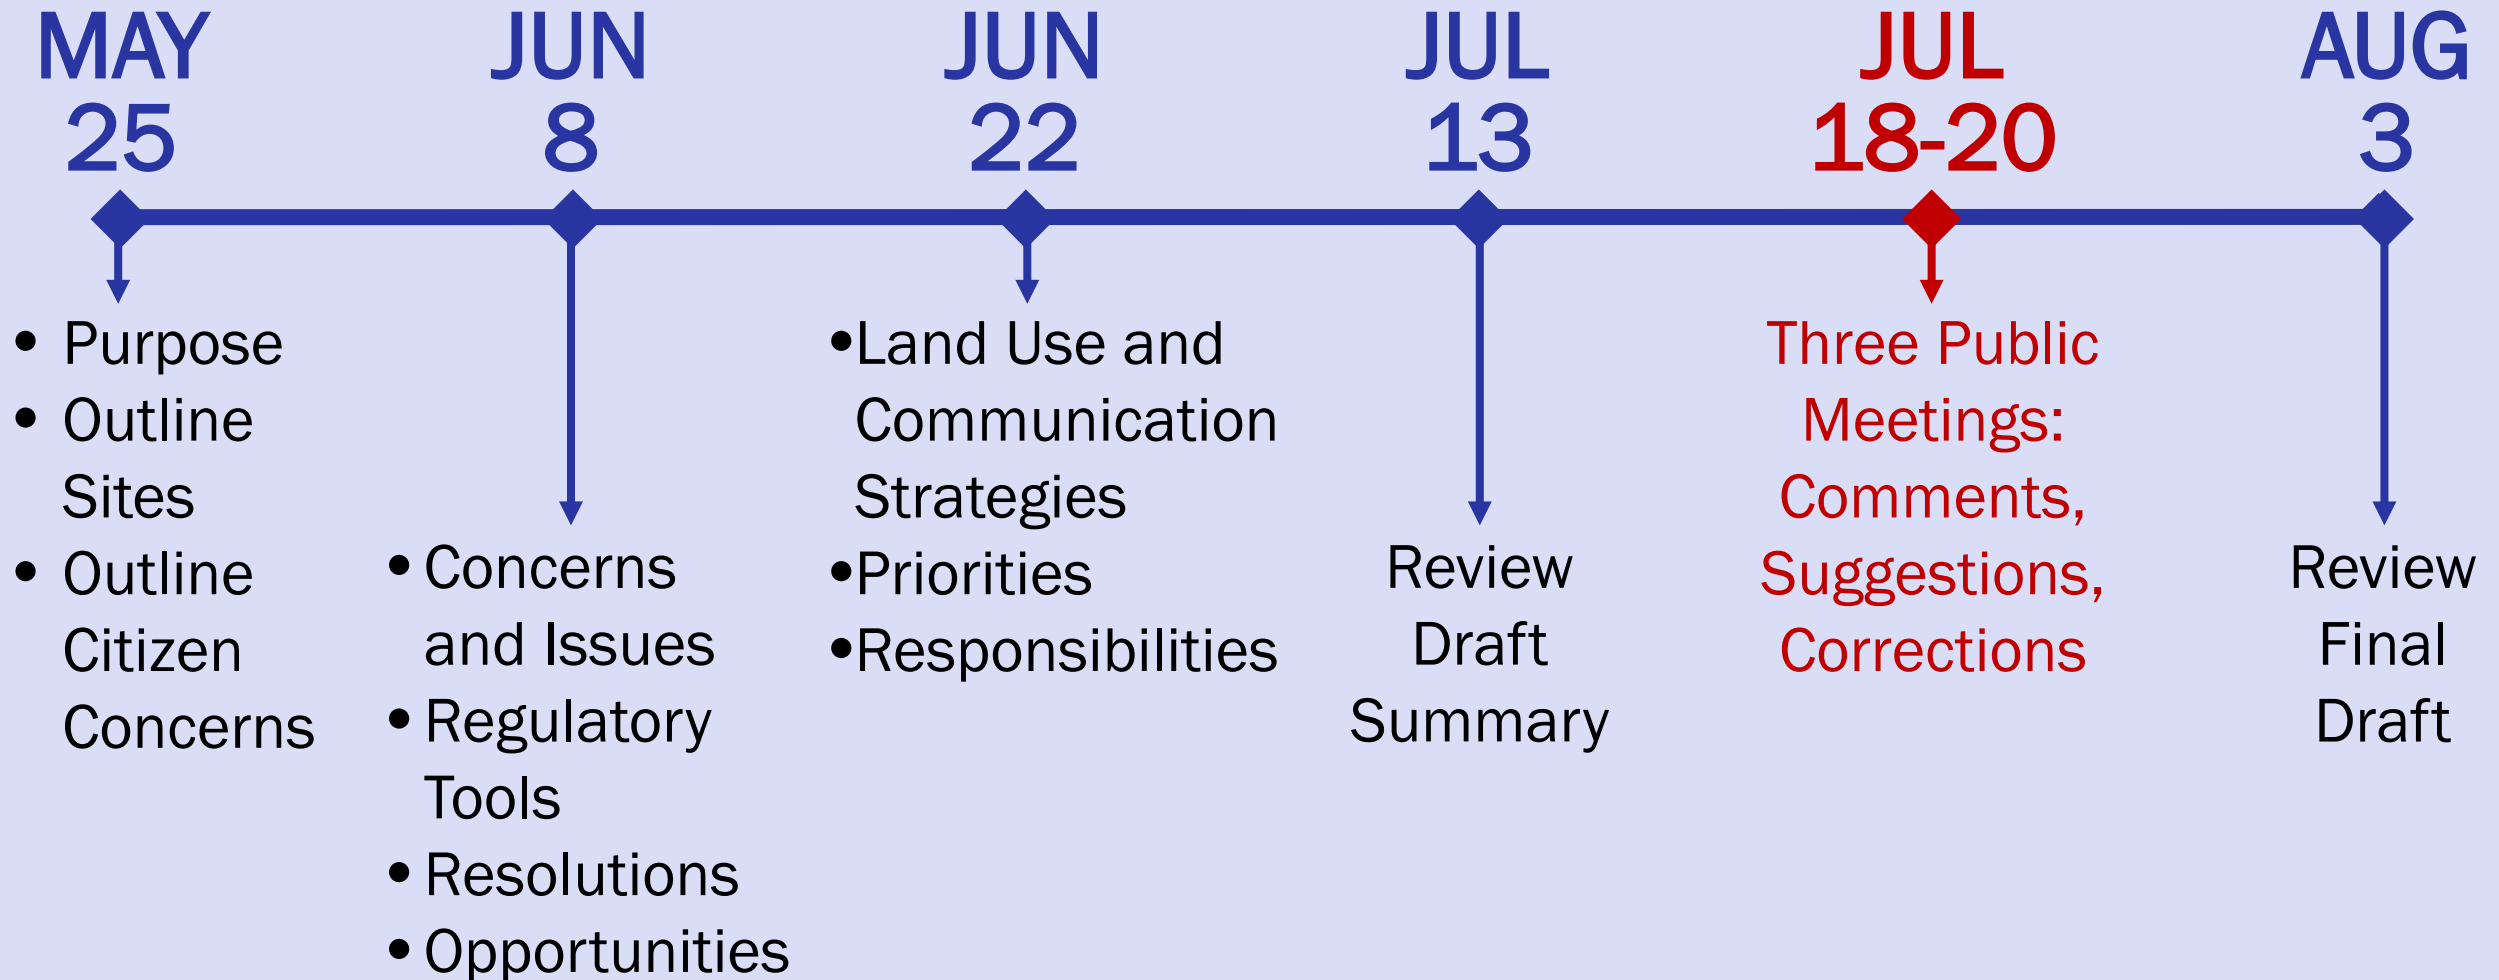 MAY
25
JUN
8
JUN
22
JUL
13
JUL
18-20
AUG
3
• Purpose
• Outline
Sites
• Outline
Citizen
Concerns
• Concerns
and Issues
• Regulatory
Tools
• Resolutions
• Opportunities
• Land Use and
Communication
Strategies
• Priorities
• Responsibilities
Review
Draft
Summary
Three Public
Meetings:
Comments,
Suggestions,
Corrections
Review
Final
Draft